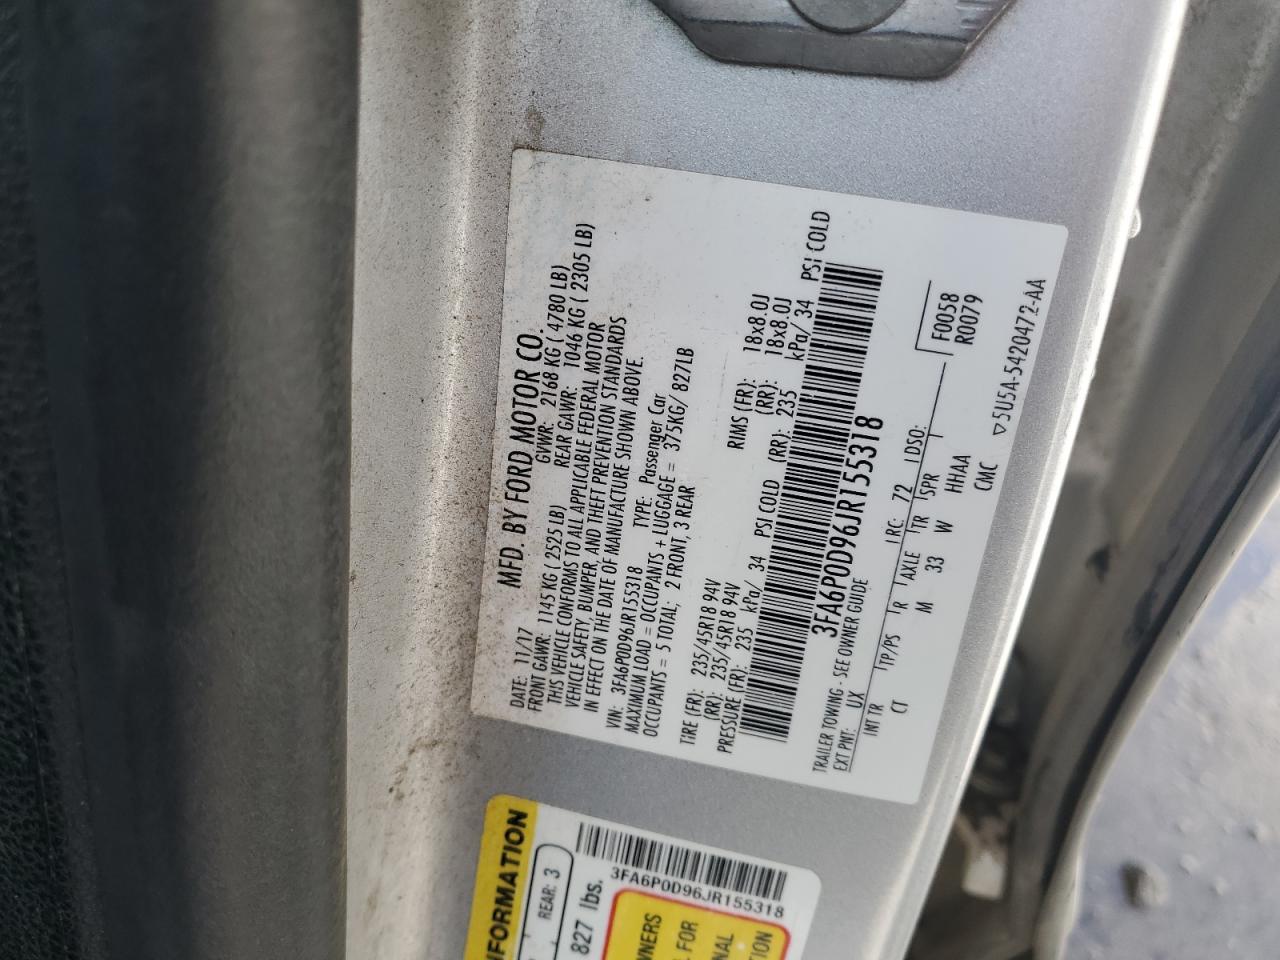 MFD. BY FORD MOTOR CO.
DATE: 11/17 GVWR: 2168 KG ( 4780 LB)
FRONT GAWR: 1145 KG ( 2525 LB) REAR GAWR: 1046 KG ( 2305 LB)
THIS VEHICLE CONFORMS TO ALL APPLICABLE FEDERAL MOTOR
VEHICLE SAFETY, BUMPER, AND THEFT PREVENTION STANDARDS
IN EFFECT ON THE DATE OF MANUFACTURE SHOWN ABOVE.
VIN: 3FA6P0D96JR155318 TYPE: Passenger Car
MAXIMUM LOAD = OCCUPANTS + LUGGAGE = 375KG/ 827LB
OCCUPANTS = 5 TOTAL; 2 FRONT, 3 REAR
TIRE (FR): 235/45R18 94V RIMS (FR): 18x8.0J
(RR): 235/45R18 94V (RR): 18x8.0J
PRESSURE (FR): 235 kPa/ 34 PSI COLD (RR): 235 kPa/ 34 PSI COLD
3FA6P0D96JR155318
TRAILER TOWING - SEE OWNER GUIDE
EXT PNT: UX RC: 72 DSO: F0058
R0079
INT TR TP/PS R AXLE TR SPR
CT M 33 W HHAA
CMC
▽5U5A-5420472-AA
NFORMATION
REAR: 3
827 lbs.
3FA6P0D96JR155318
WNERS
FOR
NAL
TION